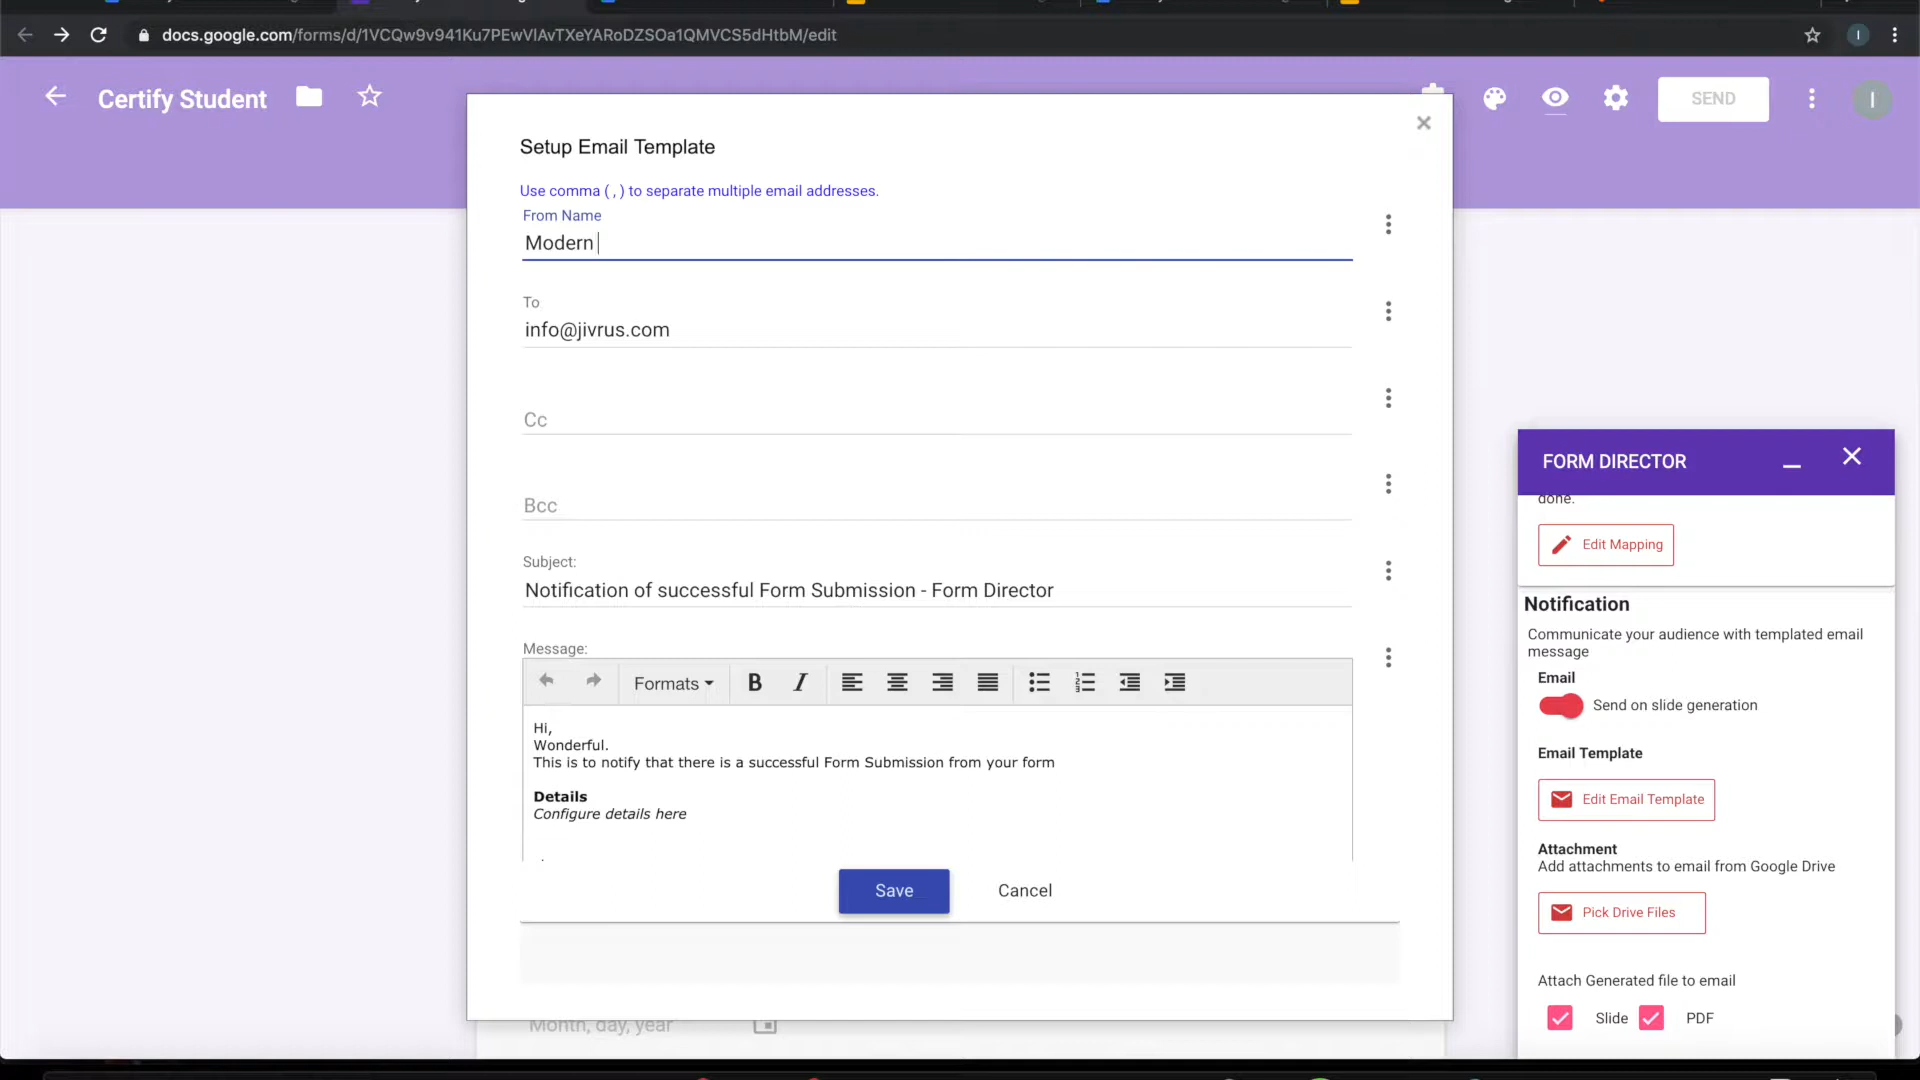 docs.google.com/forms/d/1VCQw9v941Ku7PEwVlAvTXeYARoDZSOa1QMVCS5dHtbM/edit
I
Certify Student
SEND
I
Setup Email Template
Use comma ( , ) to separate multiple email addresses.
From Name
Modern
To
info@jivrus.com
Cc
Bcc
Subject:
Notification of successful Form Submission - Form Director
Message:
Formats
B I
Hi,
Wonderful.
This is to notify that there is a successful Form Submission from your form
Details
Configure details here
Save
Cancel
Month, day, year
FORM DIRECTOR
done.
Edit Mapping
Notification
Communicate your audience with templated email
message
Email
Send on slide generation
Email Template
Edit Email Template
Attachment
Add attachments to email from Google Drive
Pick Drive Files
Attach Generated file to email
Slide
PDF